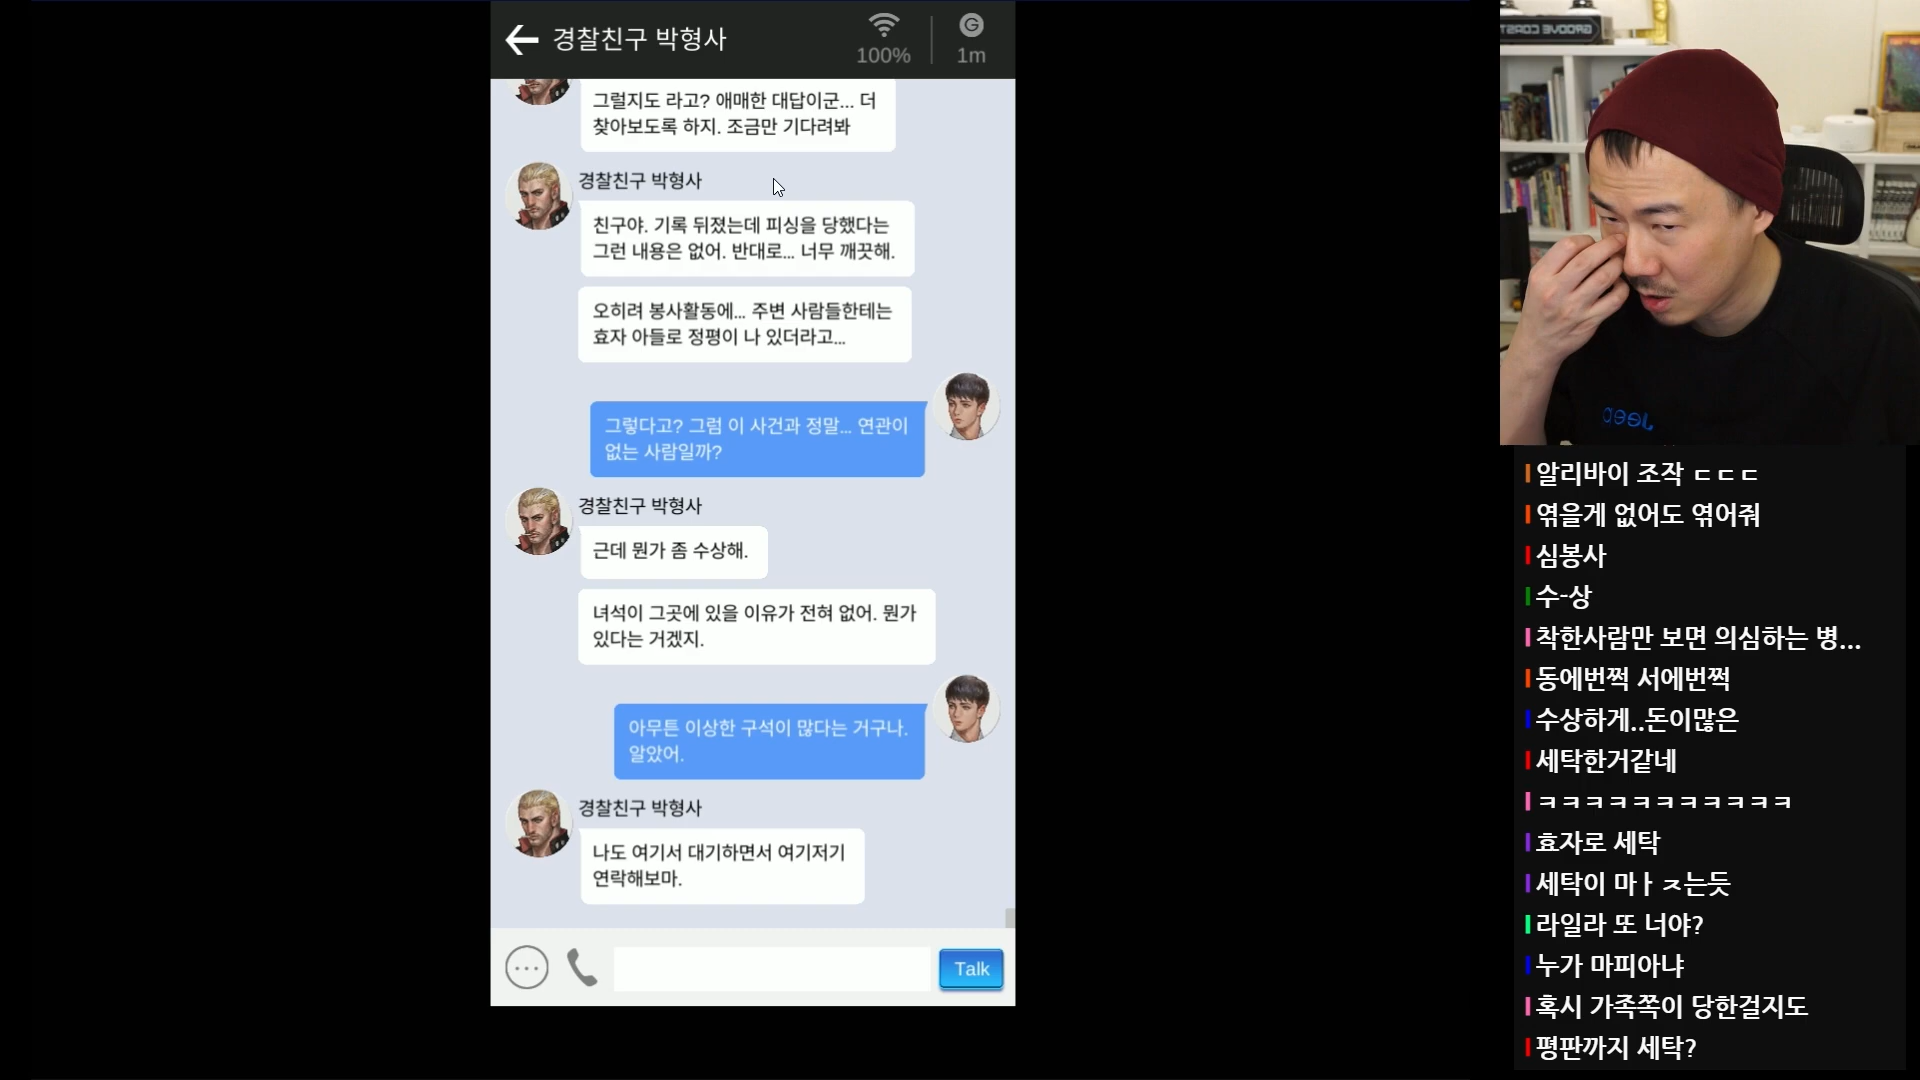 경찰친구 박형사
100%
G
1m
그럴지도 라고? 애매한 대답이군... 더
찾아보도록 하지. 조금만 기다려봐
경찰친구 박형사
친구야. 기록 뒤졌는데 피싱을 당했다는
그런 내용은 없어. 반대로... 너무 깨끗해.
오히려 봉사활동에... 주변 사람들한테는
효자 아들로 정평이 나 있더라고...
그렇다고? 그럼 이 사건과 정말... 연관이
없는 사람일까?
경찰친구 박형사
근데 뭔가 좀 수상해.
녀석이 그곳에 있을 이유가 전혀 없어. 뭔가
있다는 거겠지.
아무튼 이상한 구석이 많다는 거구나.
알았어.
경찰친구 박형사
나도 여기서 대기하면서 여기저기
연락해보마.
Talk
GROOVE COASTER
Jeep
알리바이 조작 ㄷㄷㄷ
엮을게 없어도 엮어줘
심봉사
수-상
착한사람만 보면 의심하는 병...
동에번쩍 서에번쩍
수상하게..돈이많은
세탁한거같네
ㅋㅋㅋㅋㅋㅋㅋㅋㅋㅋㅋ
효자로 세탁
세탁이 마ㅏㅈ는듯
라일라 또 너야?
누가 마피아냐
혹시 가족쪽이 당한걸지도
평판까지 세탁?